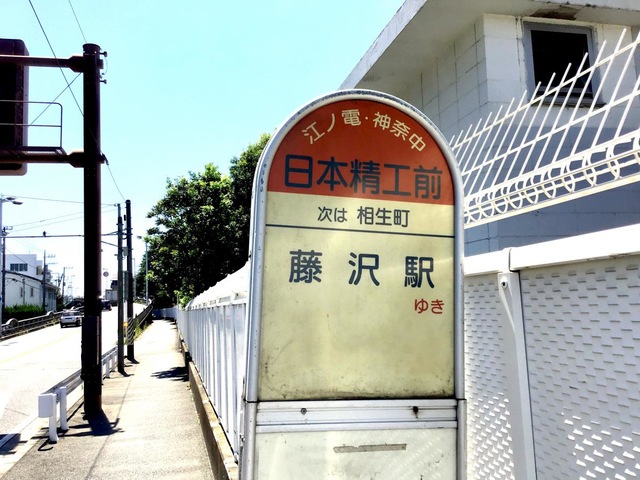 江ノ電・神奈中
日本精工前
次は 相生町
藤沢駅
ゆき